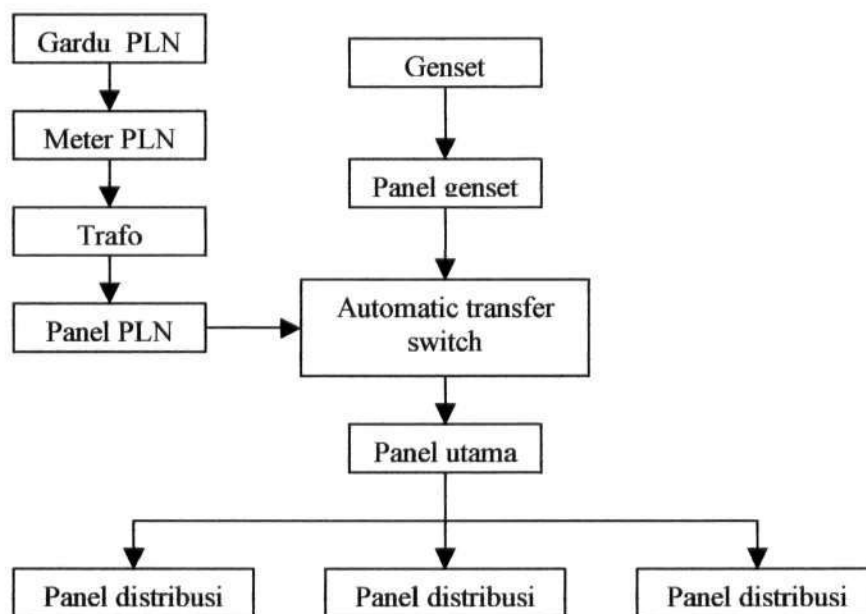 Gardu PLN
Meter PLN
Trafo
Panel PLN
Genset
Panel genset
Automatic transfer
switch
Panel utama
Panel distribusi
Panel distribusi
Panel distribusi